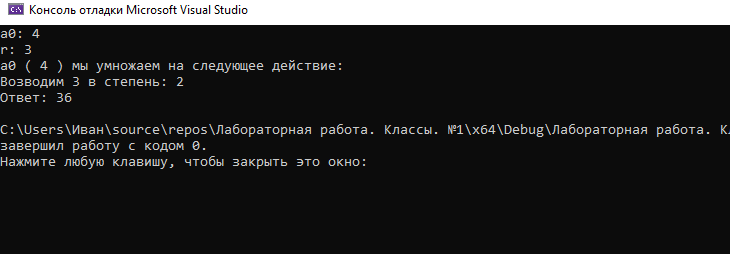 Консоль отладки Microsoft Visual Studio
a0: 4
r: 3
a0 ( 4 ) мы умножаем на следующее действие:
Возводим 3 в степень: 2
Ответ: 36
C:\Users\Иван\source\repos\Лабораторная работа. Классы. №1\x64\Debug\Лабораторная работа.
завершил работу с кодом 0.
Нажмите любую клавишу, чтобы закрыть это окно: